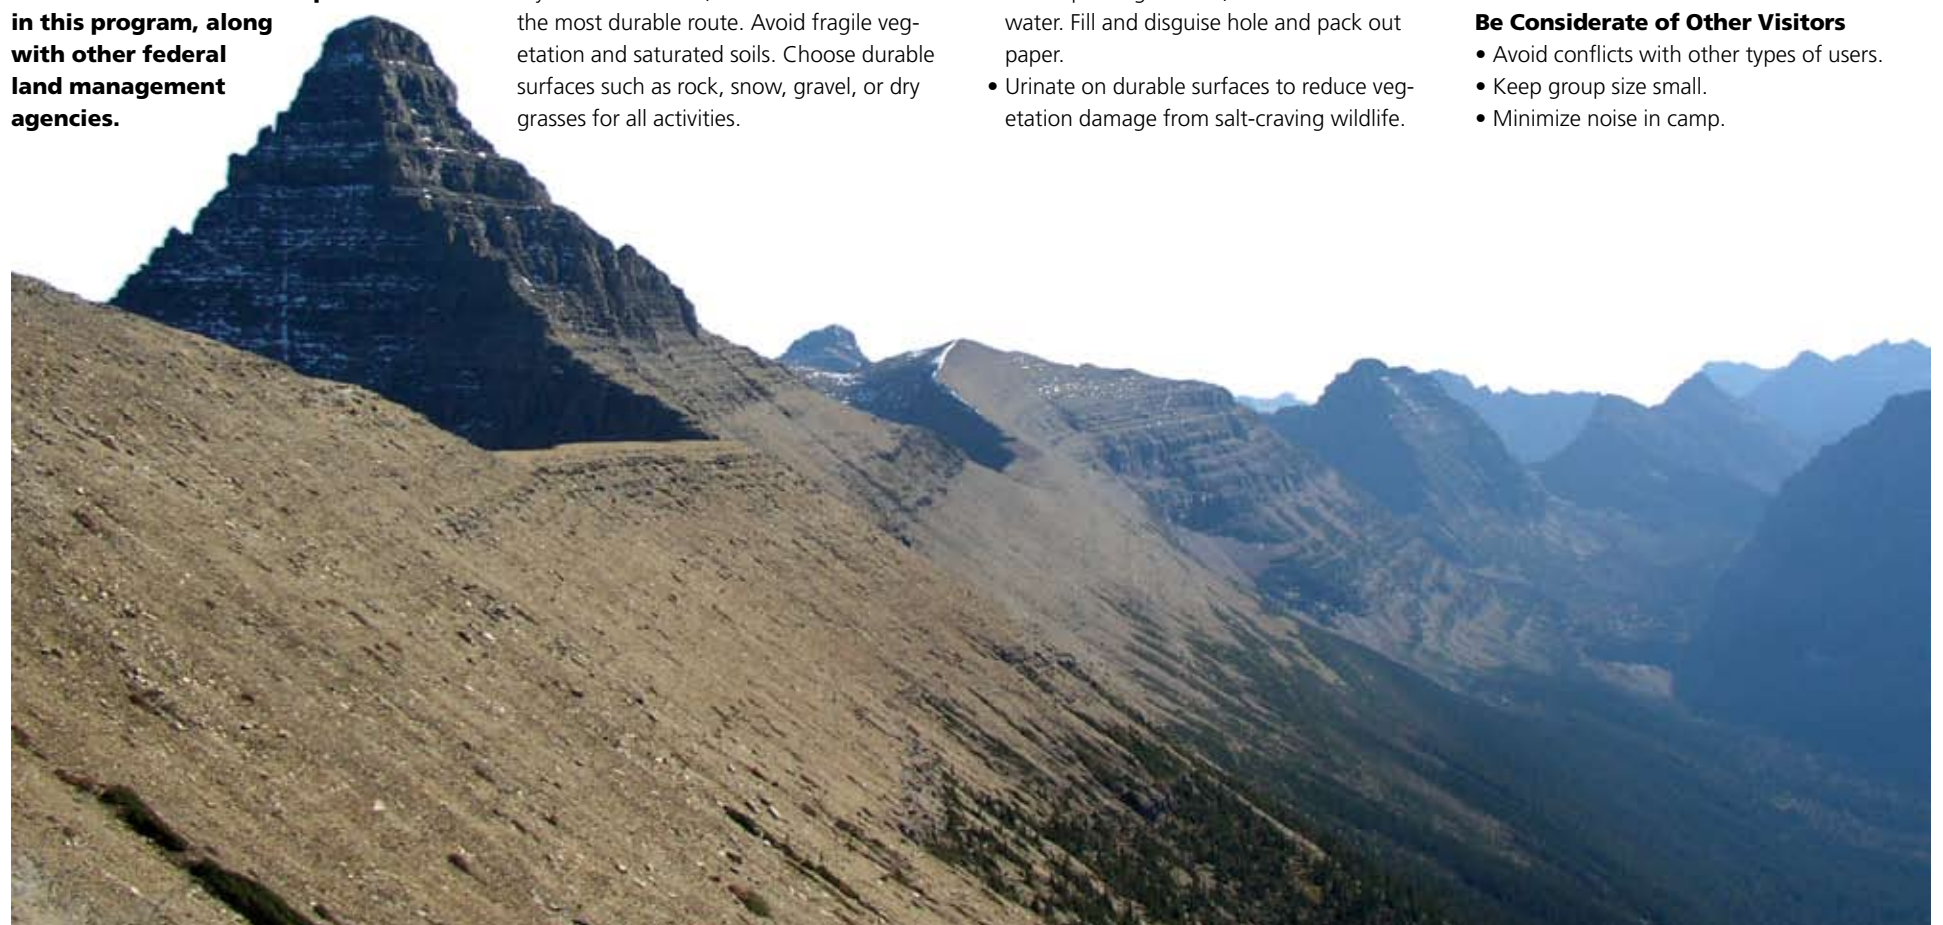 in this program, along
with other federal
land management
agencies.
the most durable route. Avoid fragile veg-
etation and saturated soils. Choose durable
surfaces such as rock, snow, gravel, or dry
grasses for all activities.
water. Fill and disguise hole and pack out
paper.
• Urinate on durable surfaces to reduce veg-
etation damage from salt-craving wildlife.
Be Considerate of Other Visitors
• Avoid conflicts with other types of users.
• Keep group size small.
• Minimize noise in camp.